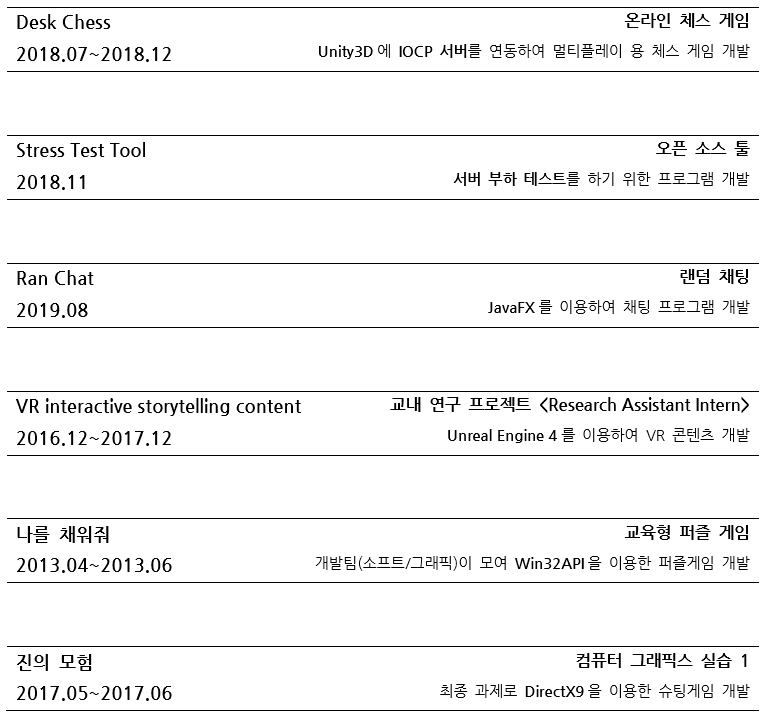 Desk Chess 온라인 체스 게임
2018.07~2018.12 Unity3D 에 IOCP 서버를 연동하여 멀티플레이 용 체스 게임 개발
Stress Test Tool 오픈 소스 툴
2018.11 서버 부하 테스트를 하기 위한 프로그램 개발
Ran Chat 랜덤 채팅
2019.08 JavaFX 를 이용하여 채팅 프로그램 개발
VR interactive storytelling content 교내 연구 프로젝트 <Research Assistant Intern>
2016.12~2017.12 Unreal Engine 4 를 이용하여 VR 콘텐츠 개발
나를 채워줘 교육형 퍼즐 게임
2013.04~2013.06 개발팀(소프트/그래픽)이 모여 Win32API 을 이용한 퍼즐게임 개발
진의 모험 컴퓨터 그래픽스 실습 1
2017.05~2017.06 최종 과제로 DirectX9 을 이용한 슈팅게임 개발